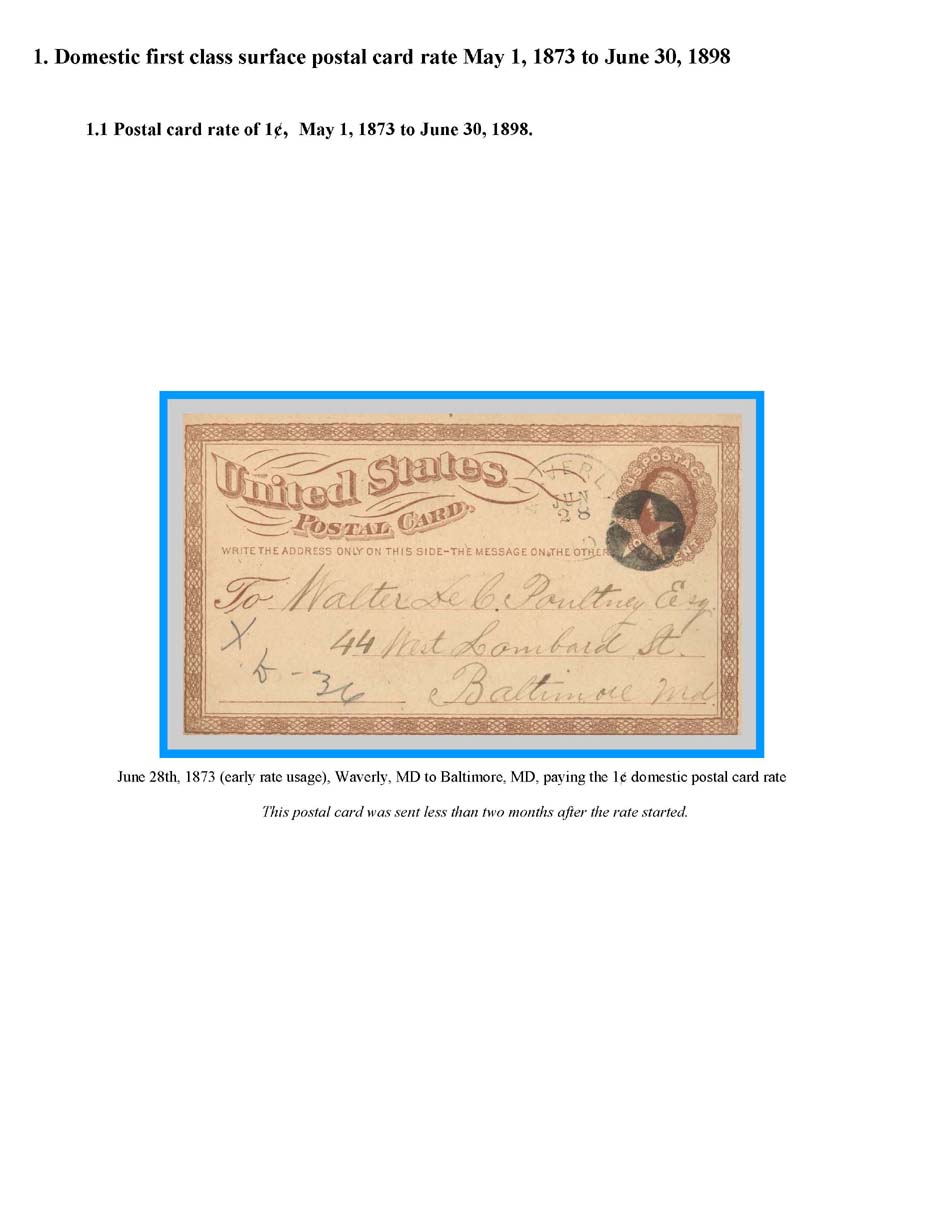 1. Domestic first class surface postal card rate May 1, 1873 to June 30, 1898
1.1 Postal card rate of 1¢, May 1, 1873 to June 30, 1898.
United States
POSTAL CARD.
VERLY
JUN
28
U.S. POSTAGE
WRITE THE ADDRESS ONLY ON THIS SIDE-THE MESSAGE ON THE OTHER
To Walter De C. Poultney Esq.
44 West Lombard St.
X
6-36
Baltimore Md
June 28th, 1873 (early rate usage), Waverly, MD to Baltimore, MD, paying the 1¢ domestic postal card rate
This postal card was sent less than two months after the rate started.